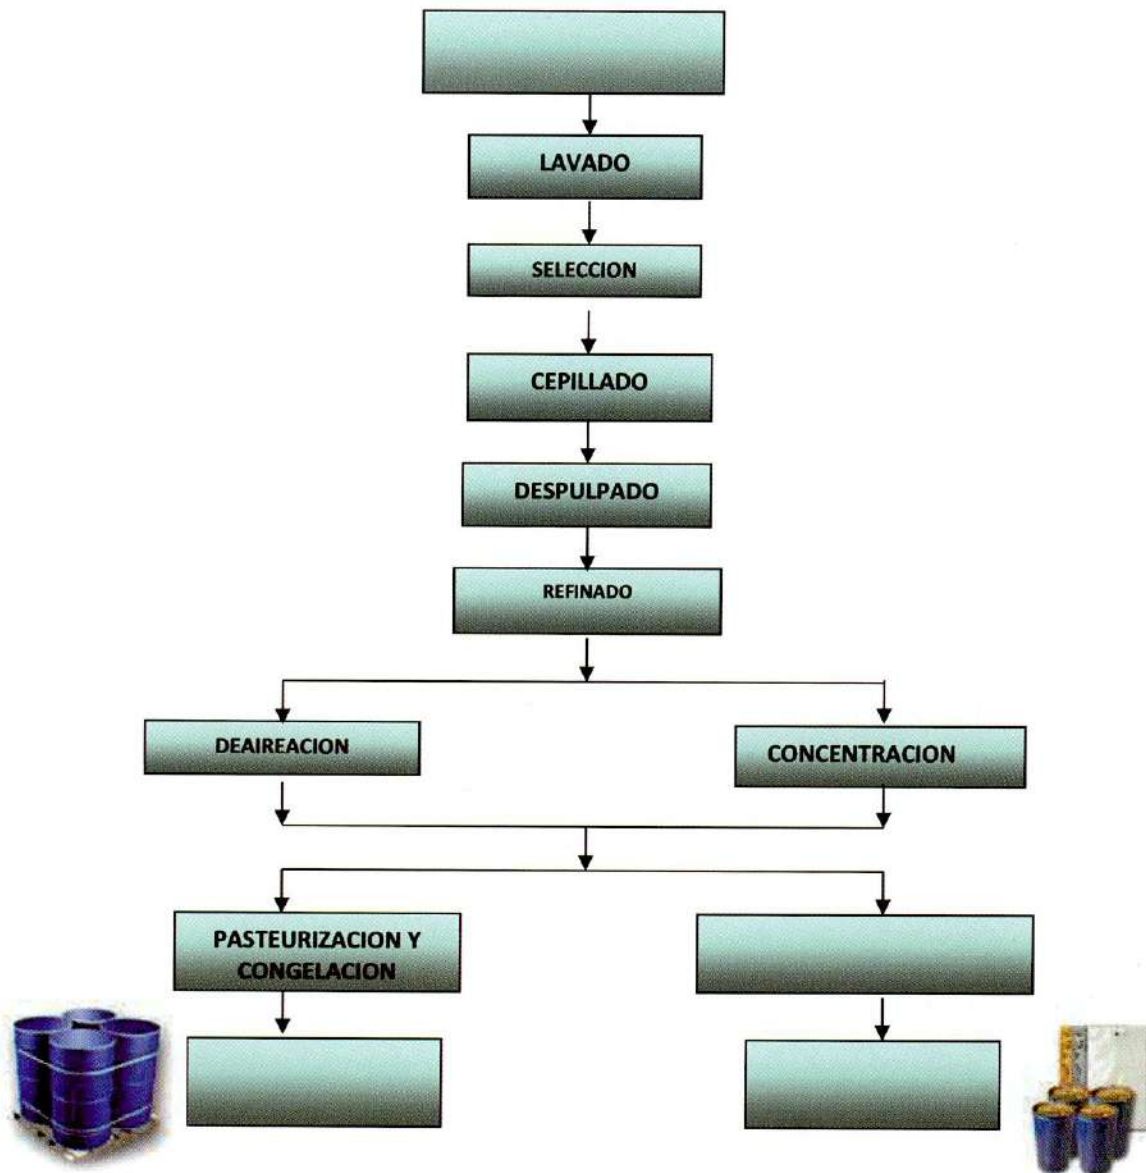 LAVADO
SELECCION
CEPILLADO
DESPULPADO
REFINADO
DEAIREACION
CONCENTRACION
PASTEURIZACION Y
CONGELACION